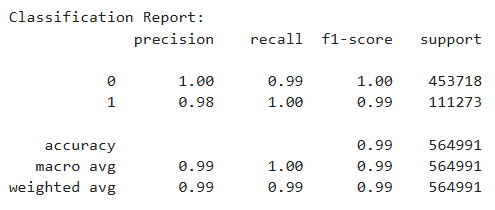 Classification Report:
precision recall f1-score support
0 1.00 0.99 1.00 453718
1 0.98 1.00 0.99 111273
accuracy 0.99 564991
macro avg 0.99 1.00 0.99 564991
weighted avg 0.99 0.99 0.99 564991